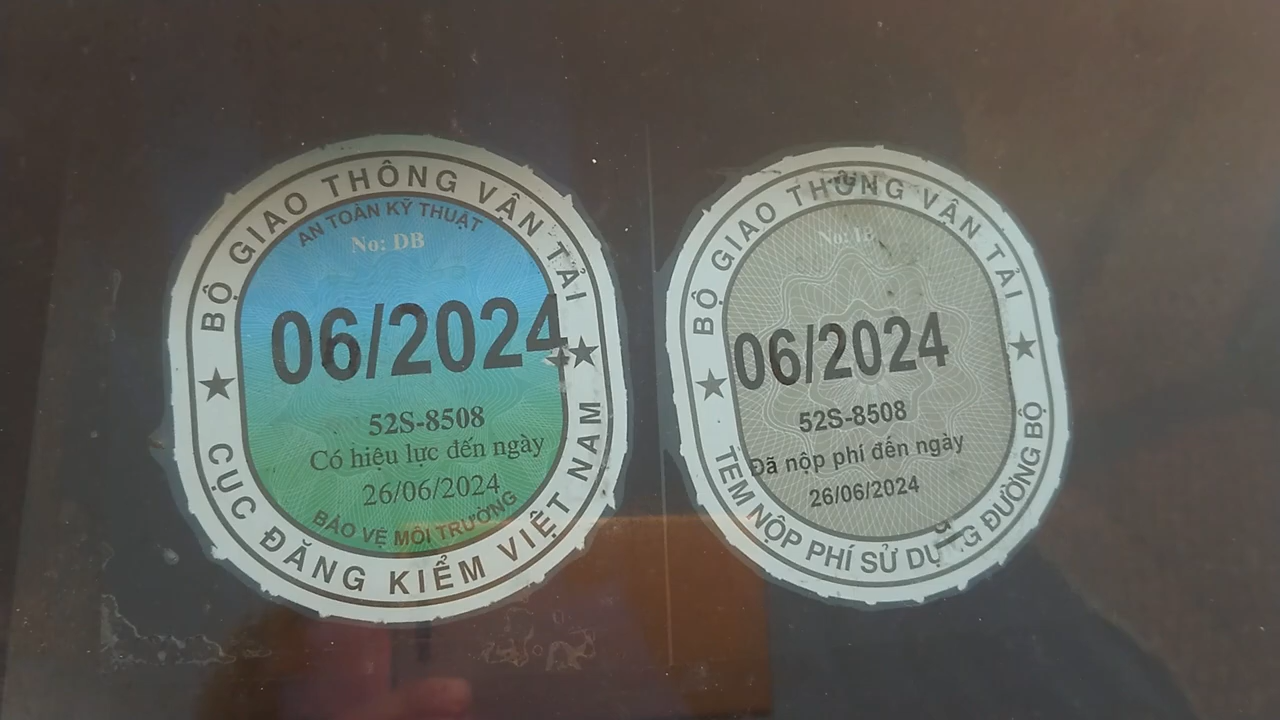 BỘ GIAO THÔNG VẬN TẢI
AN TOÀN KỸ THUẬT
No: DB
06/2024
52S-8508
Có hiệu lực đến ngày
26/06/2024
BẢO VỆ MÔI TRƯỜNG
CỤC ĐĂNG KIỂM VIỆT NAM
BỘ GIAO THÔNG VẬN TẢI
No:
06/2024
52S-8508
Đã nộp phí đến ngày
26/06/2024
TEM NỘP PHÍ SỬ DỤNG ĐƯỜNG BỘ